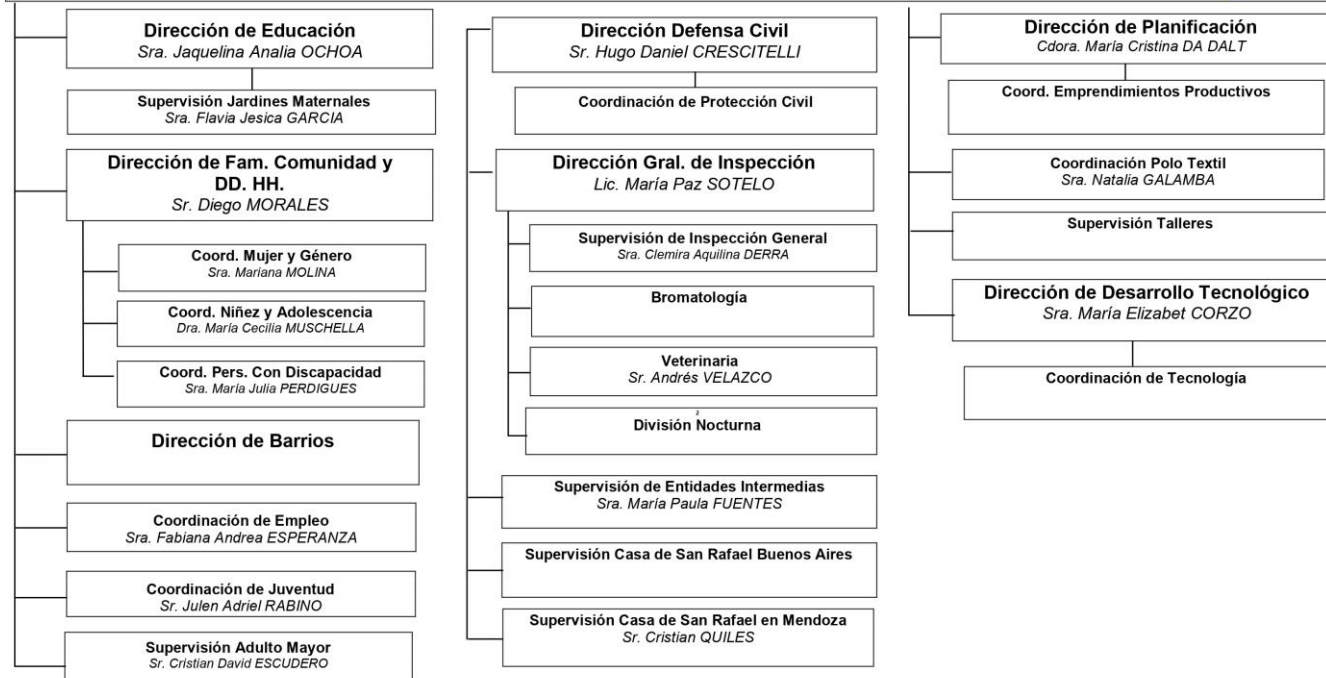 Dirección de Educación
Sra. Jaquelina Analia OCHOA
Supervisión Jardines Maternales
Sra. Flavia Jesica GARCIA
Dirección de Fam. Comunidad y
DD. HH.
Sr. Diego MORALES
Coord. Mujer y Género
Sra. Mariana MOLINA
Coord. Niñez y Adolescencia
Dra. María Cecilia MUSCHELLA
Coord. Pers. Con Discapacidad
Sra. María Julia PERDIGUES
Dirección de Barrios
Coordinación de Empleo
Sra. Fabiana Andrea ESPERANZA
Coordinación de Juventud
Sr. Julen Adriel RABINO
Supervisión Adulto Mayor
Sr. Cristian David ESCUDERO
Dirección Defensa Civil
Sr. Hugo Daniel CRESCITELLI
Coordinación de Protección Civil
Dirección Gral. de Inspección
Lic. María Paz SOTELO
Supervisión de Inspección General
Sra. Clemira Aquilina DERRA
Bromatología
Veterinaria
Sr. Andrés VELAZCO
2
División Nocturna
Supervisión de Entidades Intermedias
Sra. María Paula FUENTES
Supervisión Casa de San Rafael Buenos Aires
Supervisión Casa de San Rafael en Mendoza
Sr. Cristian QUILES
Dirección de Planificación
Cdora. María Cristina DA DALT
Coord. Emprendimientos Productivos
Coordinación Polo Textil
Sra. Natalia GALAMBA
Supervisión Talleres
Dirección de Desarrollo Tecnológico
Sra. María Elizabet CORZO
Coordinación de Tecnología